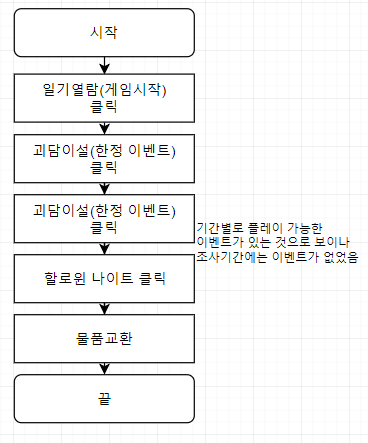 시작
일기열람(게임시작)
클릭
괴담이설(한정 이벤트)
클릭
괴담이설(한정 이벤트)
클릭
기간별로 플레이 가능한
이벤트가 있는 것으로 보이나
조사기간에는 이벤트가 없었음
할로윈 나이트 클릭
물품교환
끝